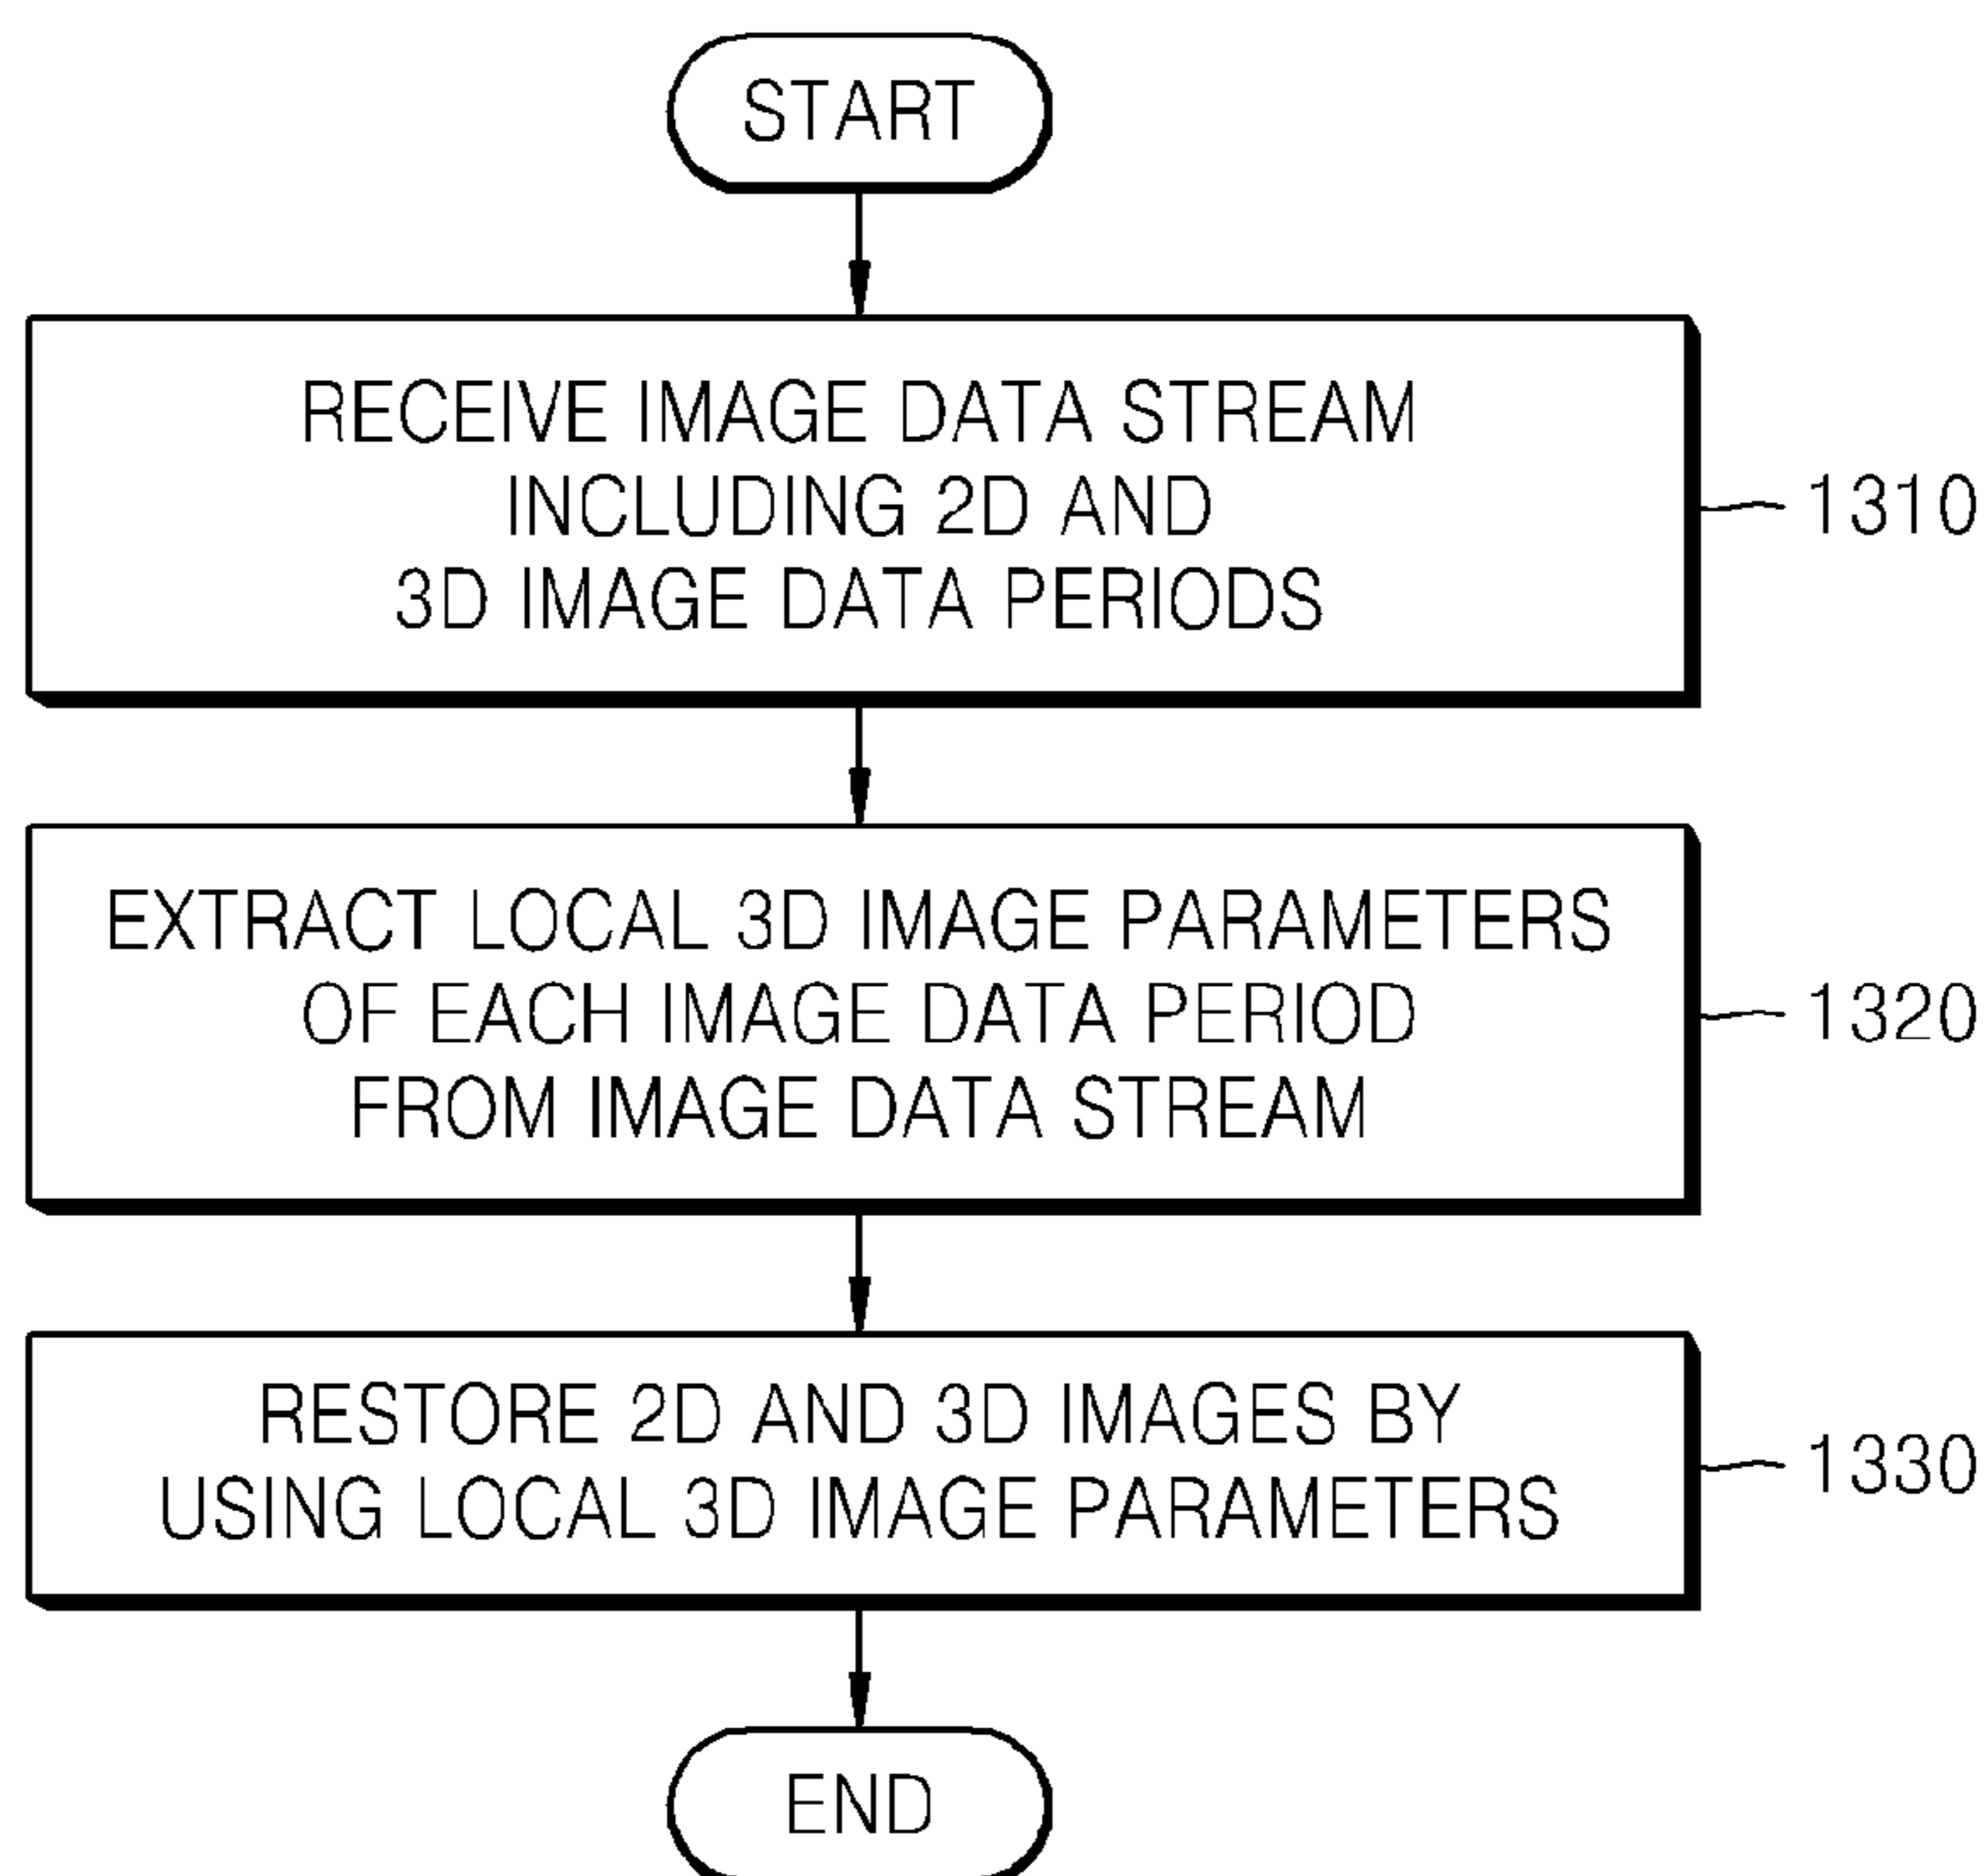 START
RECEIVE IMAGE DATA STREAM
INCLUDING 2D AND
3D IMAGE DATA PERIODS
1310
EXTRACT LOCAL 3D IMAGE PARAMETERS
OF EACH IMAGE DATA PERIOD
FROM IMAGE DATA STREAM
1320
RESTORE 2D AND 3D IMAGES BY
USING LOCAL 3D IMAGE PARAMETERS
1330
END